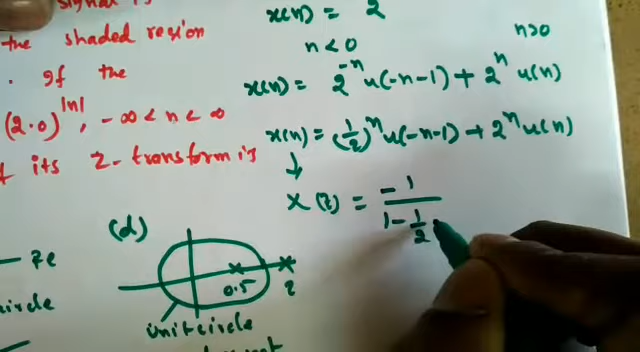 signal is
the shaded region
. If the
(2.0)^|n|, -∞ < n < ∞
f its Z-transform is
x(n) = 2
n < 0 n>0
x(n) = 2^-n u(-n-1) + 2^n u(n)
x(n) = (1/2)^n u(-n-1) + 2^n u(n)
↓
X(z) = -1/1-1/2
(d)
0.5 2
unit circle
7e
circle